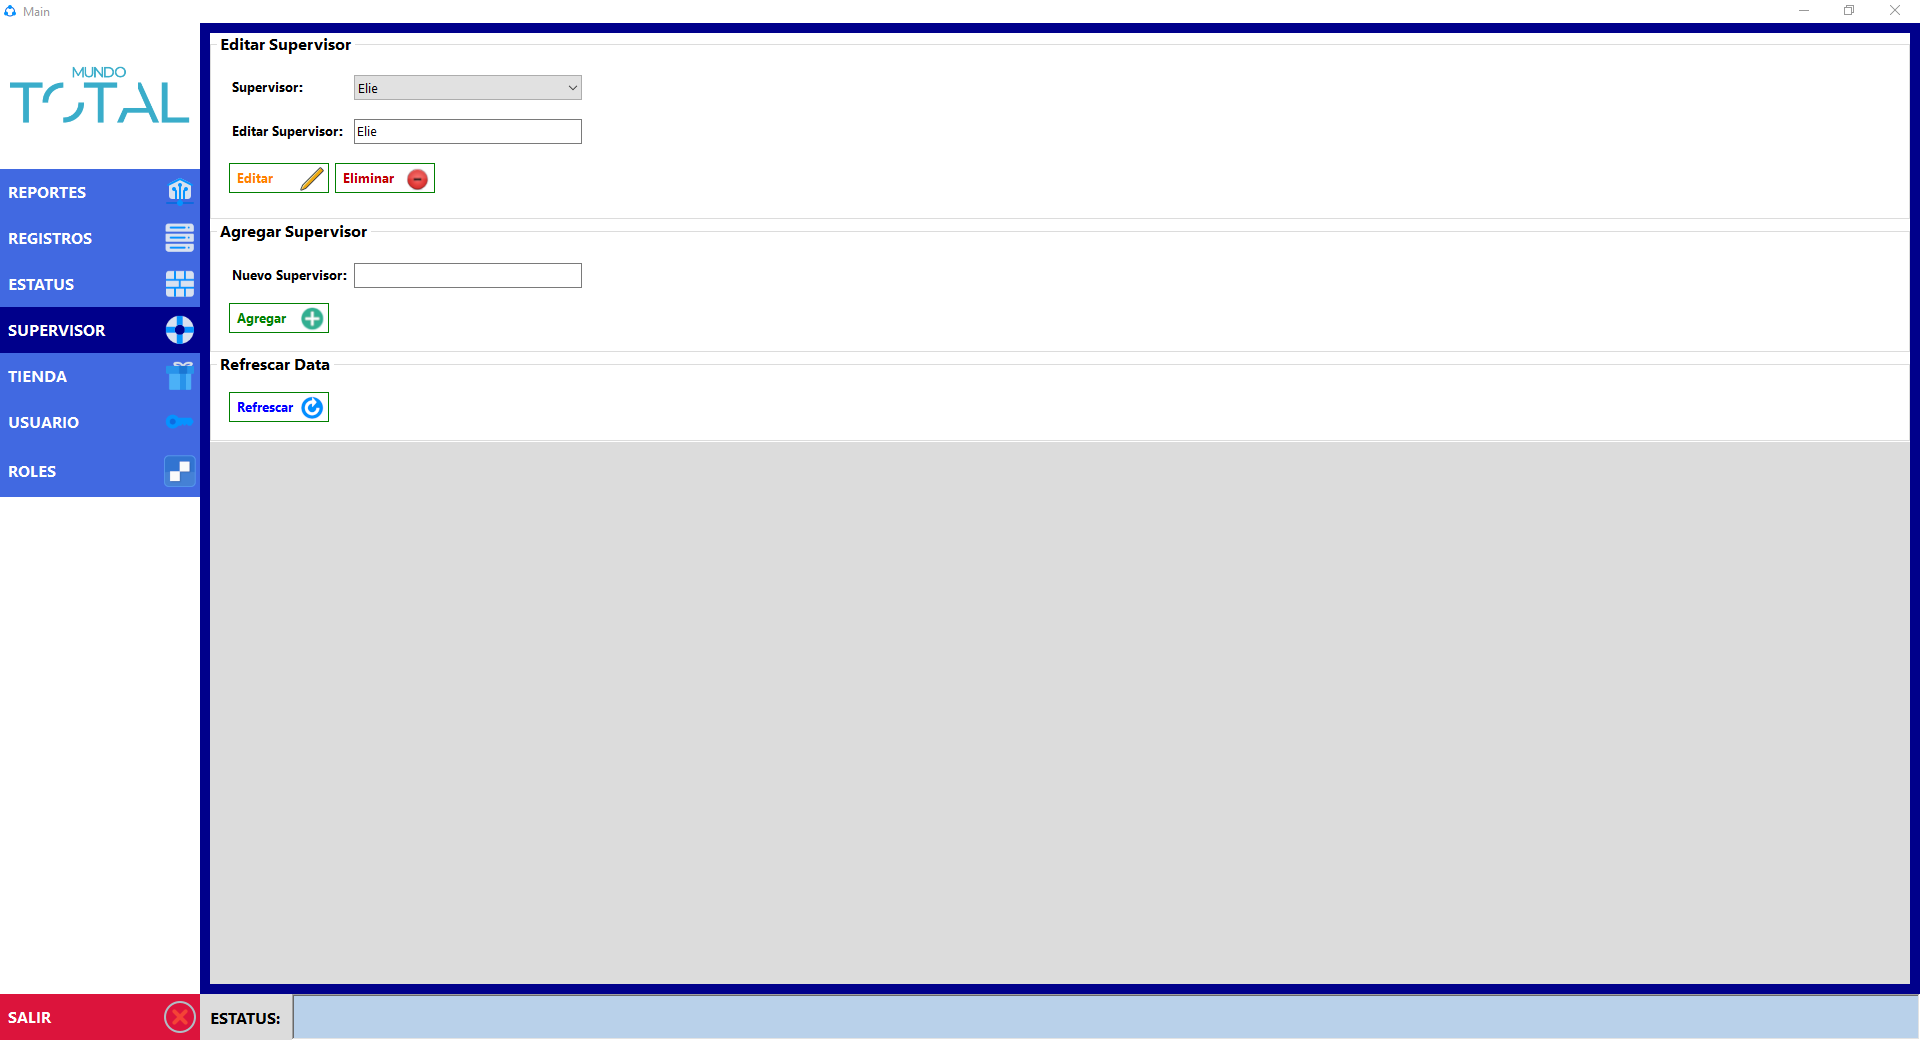 Main
MUNDO
TOTAL
REPORTES
REGISTROS
ESTATUS
SUPERVISOR
TIENDA
USUARIO
ROLES
SALIR
Editar Supervisor
Supervisor: Elie
Editar Supervisor: Elie
Editar Eliminar
Agregar Supervisor
Nuevo Supervisor:
Agregar
Refrescar Data
Refrescar
ESTATUS: